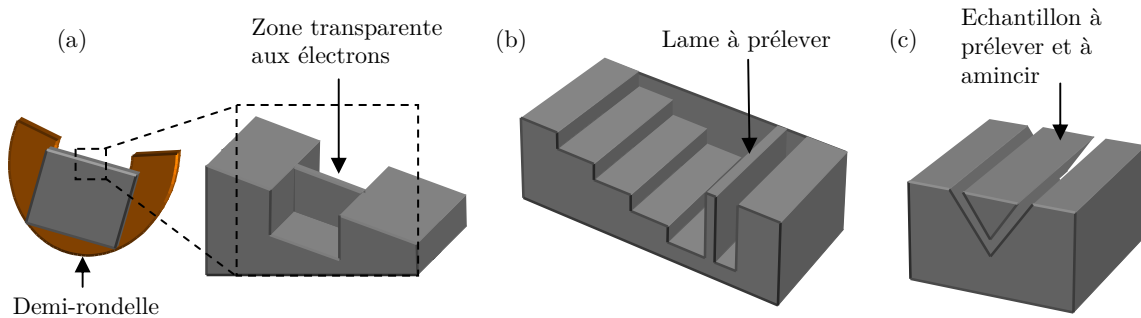 (a)
Zone transparente
aux électrons
Demi-rondelle
(b)
Lame à prélever
(c)
Echantillon à
prélever et à
amincir